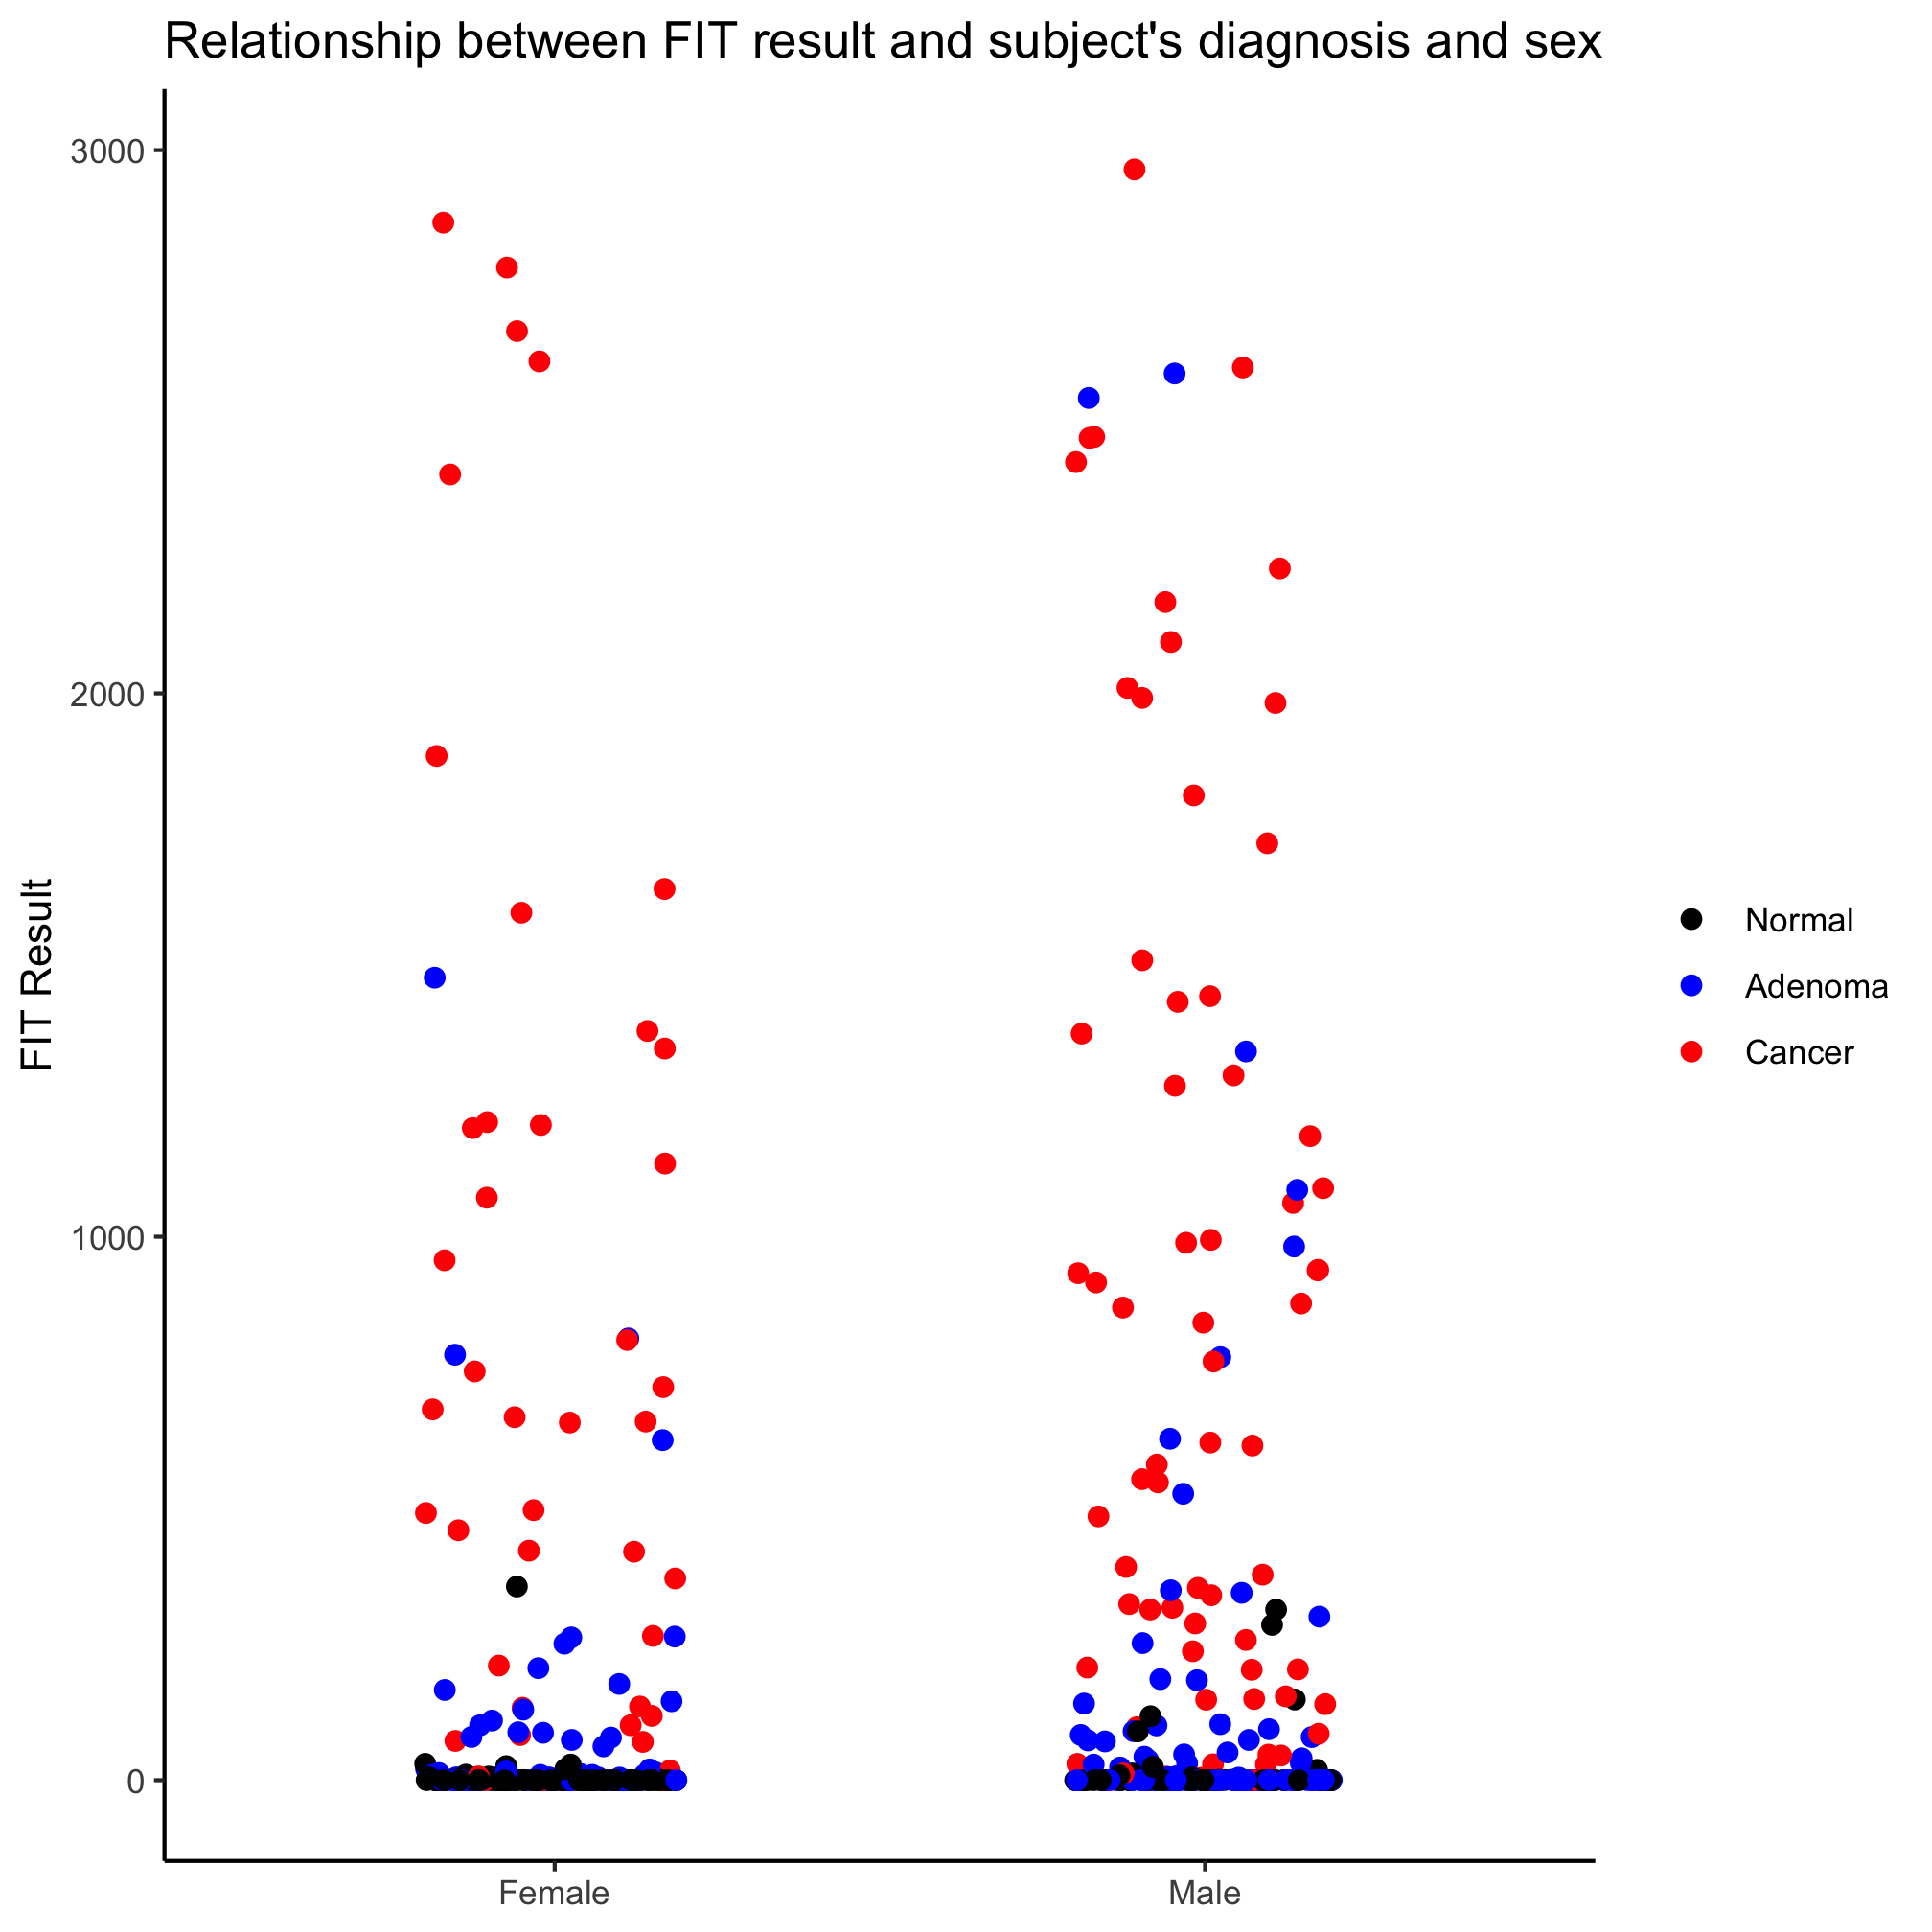 Relationship between FIT result and subject's diagnosis and sex
3000
2000
1000
0
FIT Result
Female
Male
Normal
Adenoma
Cancer